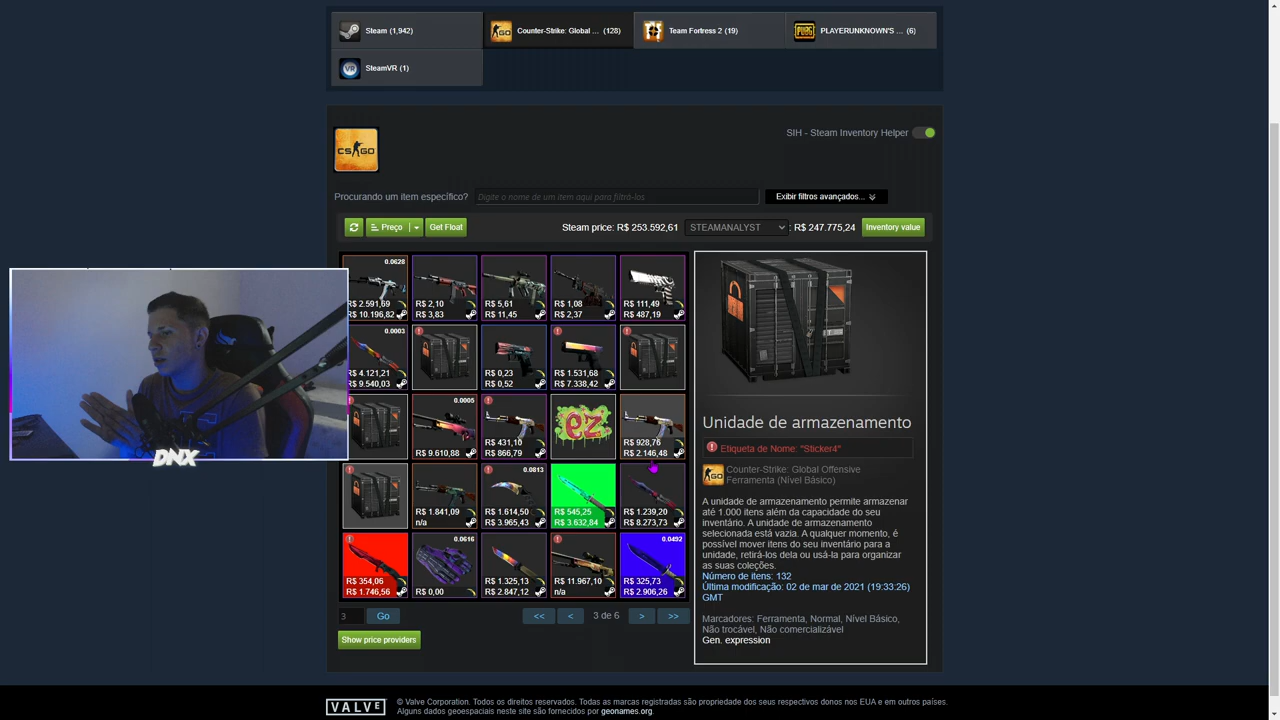 Steam (1,942)
Counter-Strike: Global ... (128)
Team Fortress 2 (19)
PLAYERUNKNOWN'S ... (6)
SteamVR (1)
CS GO
SIH - Steam Inventory Helper
Procurando um item específico?
Digite o nome de um item aqui para filtrá-los
Exibir filtros avançados...
Preço
Get Float
Steam price: R$ 253.592,61
STEAMANALYST
: R$ 247.775,24
Inventory value
0.0628
R$ 2.591,69
R$ 10.196,82
R$ 2,10
R$ 3,83
R$ 5,61
R$ 11,45
R$ 1,08
R$ 2,37
R$ 111,49
R$ 487,19
0.0003
R$ 4.121,21
R$ 9.540,03
R$ 0,23
R$ 0,52
R$ 1.531,68
R$ 7.338,42
0.0005
R$ 9.610,88
R$ 431,10
R$ 866,79
ez
R$ 928,76
R$ 2.146,48
R$ 1.841,09
n/a
0.0813
R$ 1.614,50
R$ 3.965,43
R$ 545,25
R$ 3.632,84
R$ 1.239,20
R$ 8.273,73
R$ 354,06
R$ 1.746,56
0.0616
R$ 0,00
R$ 1.325,13
R$ 2.847,12
R$ 11.967,10
n/a
0.0492
R$ 325,73
R$ 2.906,26
3
Go
<<
<
3 de 6
>
>>
Show price providers
Unidade de armazenamento
Etiqueta de Nome: "Sticker4"
Counter-Strike: Global Offensive
Ferramenta (Nível Básico)
A unidade de armazenamento permite armazenar
até 1.000 itens além da capacidade do seu
inventário. A unidade de armazenamento
selecionada está vazia. A qualquer momento, é
possível mover itens do seu inventário para a
unidade, retirá-los dela ou usá-la para organizar
as suas coleções.
Número de itens: 132
Última modificação: 02 de mar de 2021 (19:33:26)
GMT
Marcadores: Ferramenta, Normal, Nível Básico,
Não trocável, Não comercializável
Gen. expression
DNX
VALVE
© Valve Corporation. Todos os direitos reservados. Todas as marcas registradas são propriedade dos seus respectivos donos nos EUA e em outros países.
Alguns dados geoespaciais neste site são fornecidos por geonames.org.